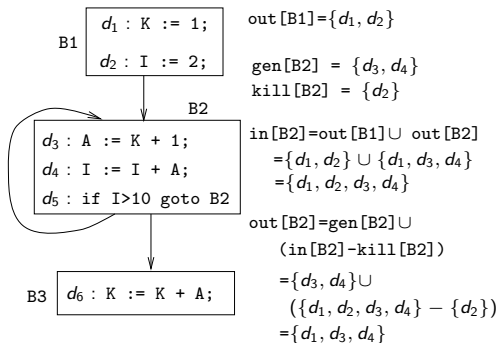 B1
d₁ : K := 1;
d₂ : I := 2;
B2
d₃ : A := K + 1;
d₄ : I := I + A;
d₅ : if I>10 goto B2
B3
d₆ : K := K + A;
out[B1]={d₁, d₂}
gen[B2] = {d₃, d₄}
kill[B2] = {d₂}
in[B2]=out[B1]∪ out[B2]
={d₁, d₂} ∪ {d₁, d₃, d₄}
={d₁, d₂, d₃, d₄}
out[B2]=gen[B2]∪
(in[B2]-kill[B2])
={d₃, d₄}∪
({d₁, d₂, d₃, d₄} − {d₂})
={d₁, d₃, d₄}